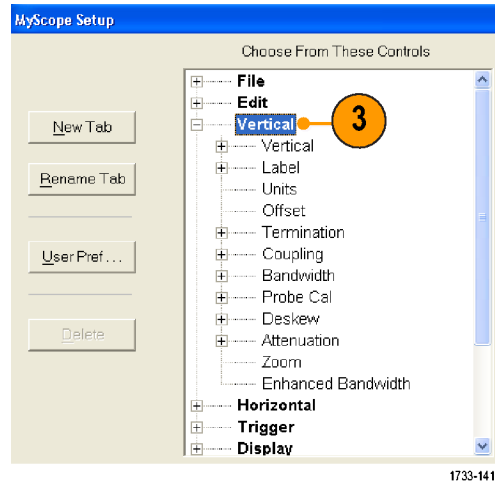 MyScope Setup
Choose From These Controls
File
Edit
Vertical
3
New Tab
Vertical
Label
Rename Tab
Units
Offset
Termination
User Pref...
Coupling
Bandwidth
Probe Cal
Deskew
Delete
Attenuation
Zoom
Enhanced Bandwidth
Horizontal
Trigger
Display
1733-141